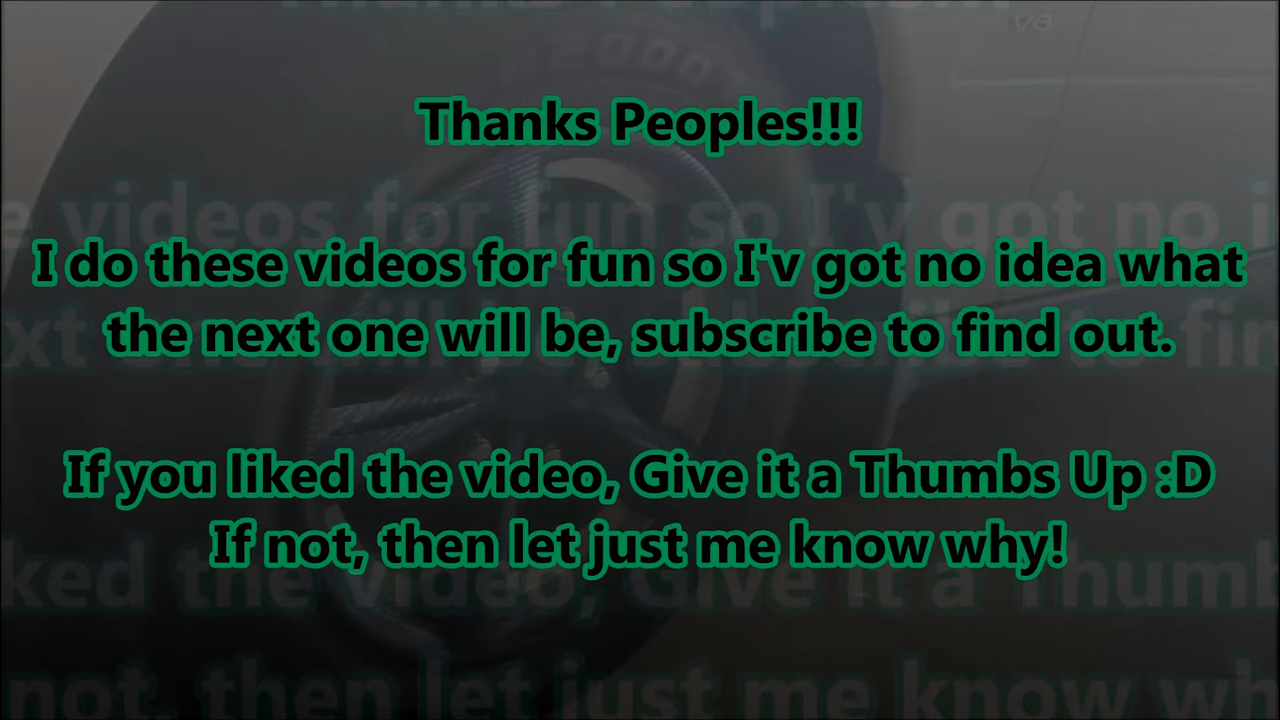 Thanks Peoples!!!
I do these videos for fun so I'v got no idea what
the next one will be, subscribe to find out.
If you liked the video, Give it a Thumbs Up :D
If not, then let just me know why!